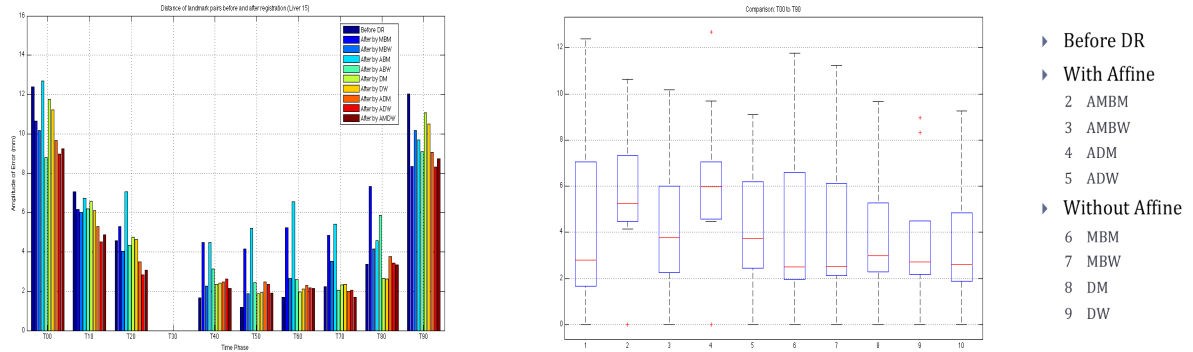 Distance of landmark pairs before and after registration (Liver 15)
Amplitude of Error (mm)
16
14
12
10
8
6
4
2
0
Before DR
After by MBM
After by MBW
After by ABM
After by ABW
After by DM
After by DW
After by ADM
After by ADW
After by AMDW
T00 T10 T20 T30 T40 T50 T60 T70 T80 T90
Time Phase
Comparison: T00 to T90
12
10
8
6
4
2
0
1 2 3 4 5 6 7 8 9 10
Before DR
With Affine
2 AMBM
3 AMBW
4 ADM
5 ADW
Without Affine
6 MBM
7 MBW
8 DM
9 DW